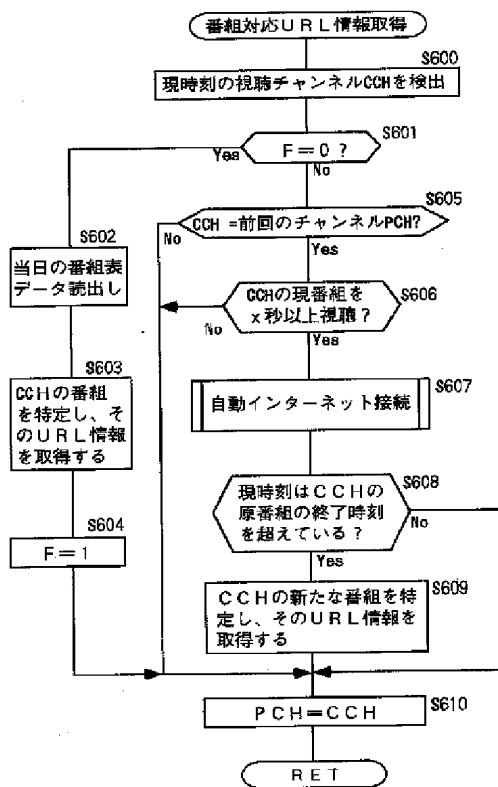 番組対応URL情報取得
S600
現時刻の視聴チャンネルCCHを検出
S601
F=0?
Yes
No
S605
CCH=前回のチャンネルPCH?
No
Yes
S602
当日の番組表
データ読出し
S606
CCHの現番組を
x秒以上視聴?
No
Yes
S603
CCHの番組
を特定し、そ
のURL情報
を取得する
S607
自動インターネット接続
S608
現時刻はCCHの
原番組の終了時刻
を超えている?
No
Yes
S604
F=1
S609
CCHの新たな番組を特
定し、そのURL情報を
取得する
S610
PCH=CCH
RET